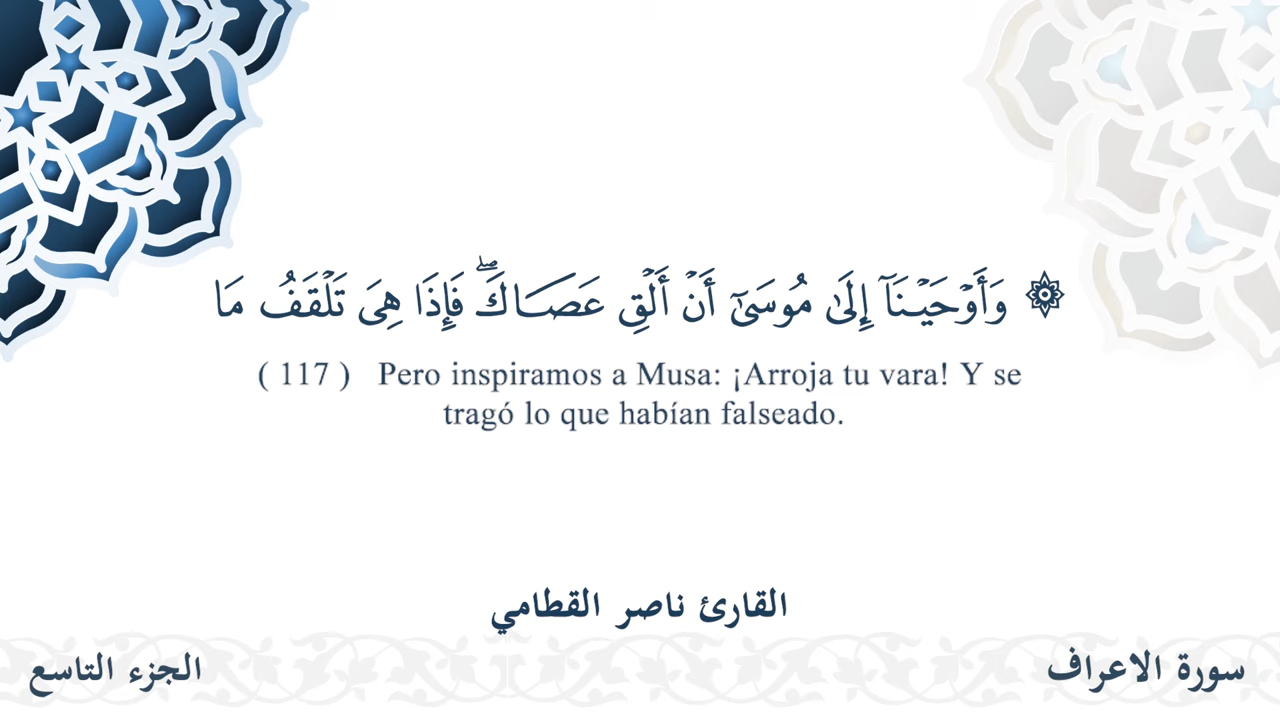 ۞ وَأَوۡحَيۡنَآ إِلَىٰ مُوسَىٰٓ أَنۡ أَلۡقِ عَصَاكَۖ فَإِذَا هِيَ تَلۡقَفُ مَا
( 117 ) Pero inspiramos a Musa: ¡Arroja tu vara! Y se
tragó lo que habían falseado.
القارئ ناصر القطامي
سورة الاعراف
الجزء التاسع